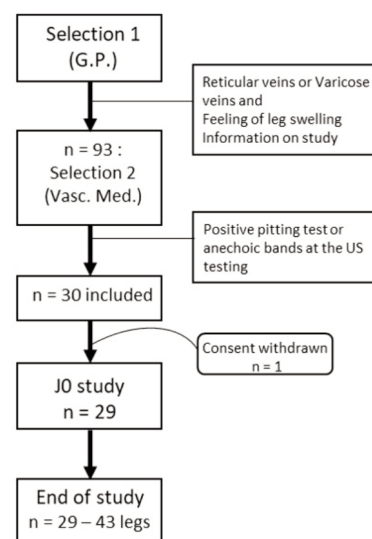 Selection 1
(G.P.)
Reticular veins or Varicose
veins and
Feeling of leg swelling
Information on study
n = 93 :
Selection 2
(Vasc. Med.)
Positive pitting test or
anechoic bands at the US
testing
n = 30 included
Consent withdrawn
n = 1
J0 study
n = 29
End of study
n = 29 – 43 legs